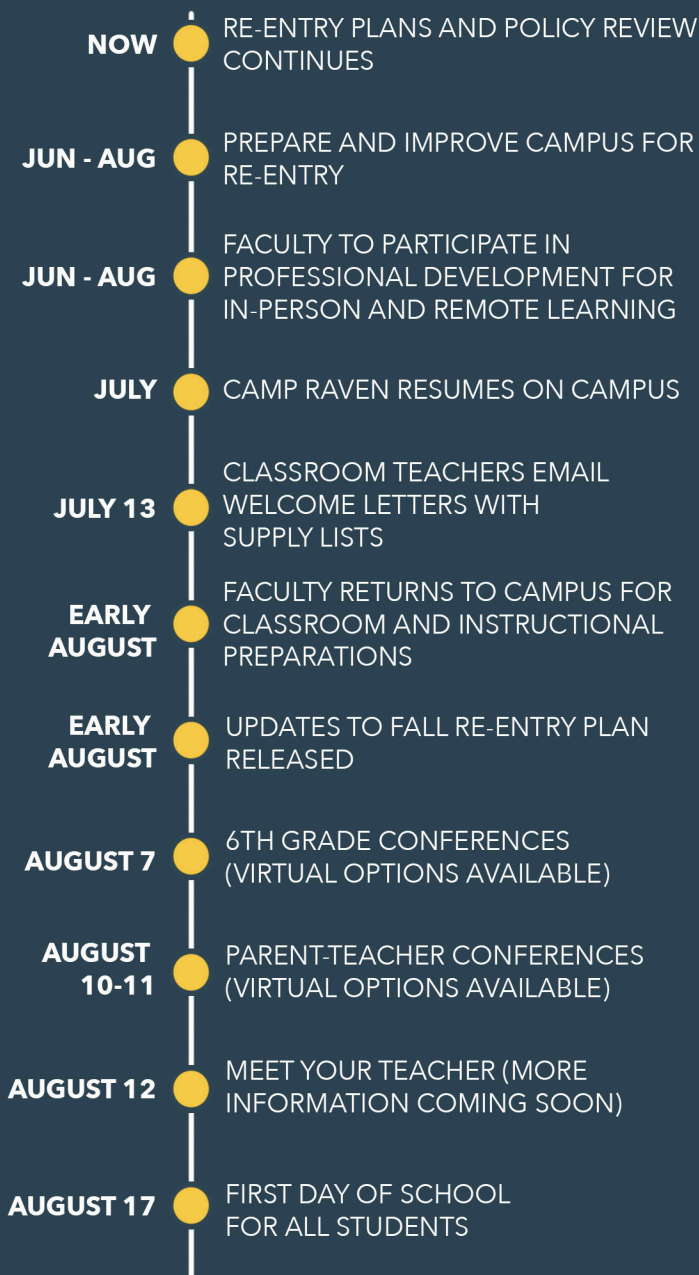 NOW
RE-ENTRY PLANS AND POLICY REVIEW
CONTINUES
JUN - AUG
PREPARE AND IMPROVE CAMPUS FOR
RE-ENTRY
JUN - AUG
FACULTY TO PARTICIPATE IN
PROFESSIONAL DEVELOPMENT FOR
IN-PERSON AND REMOTE LEARNING
JULY
CAMP RAVEN RESUMES ON CAMPUS
JULY 13
CLASSROOM TEACHERS EMAIL
WELCOME LETTERS WITH
SUPPLY LISTS
EARLY
AUGUST
FACULTY RETURNS TO CAMPUS FOR
CLASSROOM AND INSTRUCTIONAL
PREPARATIONS
EARLY
AUGUST
UPDATES TO FALL RE-ENTRY PLAN
RELEASED
AUGUST 7
6TH GRADE CONFERENCES
(VIRTUAL OPTIONS AVAILABLE)
AUGUST
10-11
PARENT-TEACHER CONFERENCES
(VIRTUAL OPTIONS AVAILABLE)
AUGUST 12
MEET YOUR TEACHER (MORE
INFORMATION COMING SOON)
AUGUST 17
FIRST DAY OF SCHOOL
FOR ALL STUDENTS